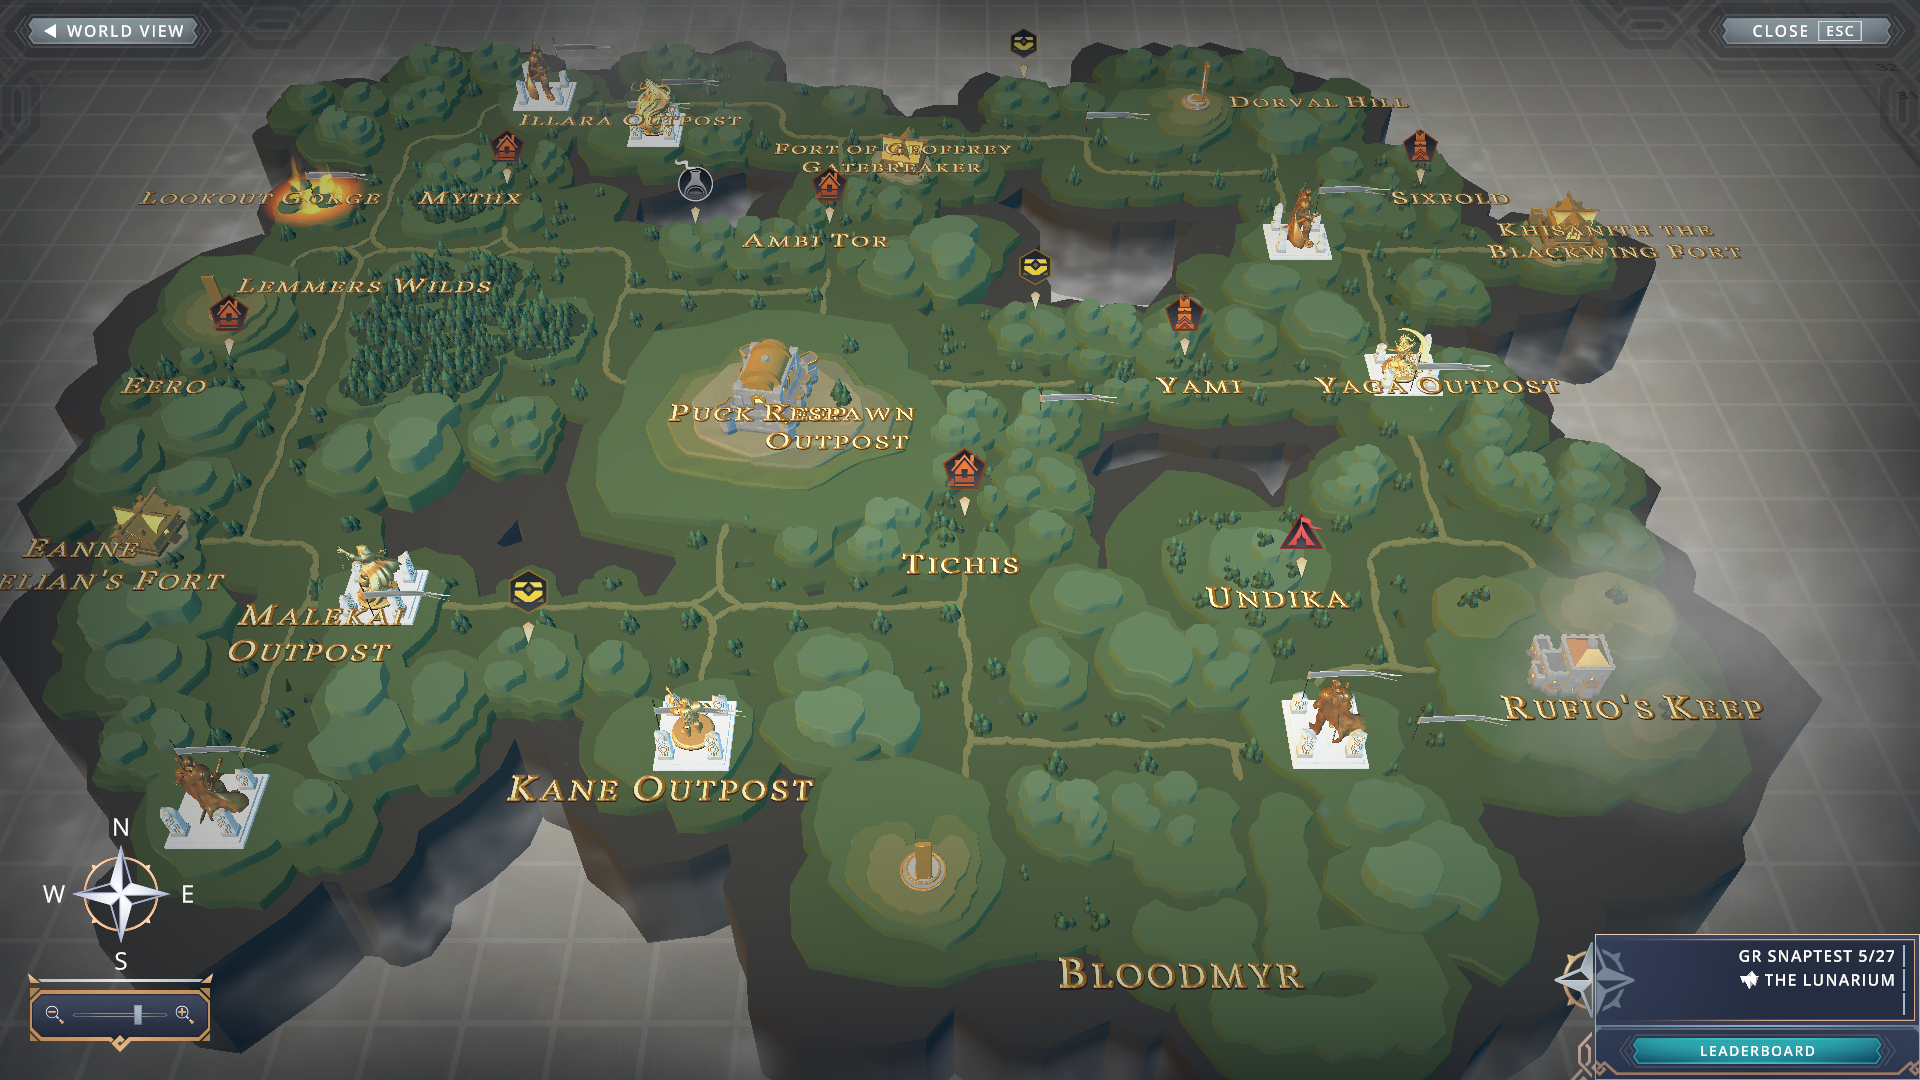 WORLD VIEW
CLOSE ESC
DORVAL HILL
ILLARA OUTPOST
FORT OF GEOFFREY
GATEBREAKER
LOOKOUT GORGE
MYTHX
SIXFOLD
KHISANITH THE
BLACKWING FORT
AMBI TOR
LEMMERS WILDS
EERO
YAMI
YAGA OUTPOST
PUCK RESPAWN
OUTPOST
EANNE
ELIAN'S FORT
TICHIS
UNDIKA
MALEKAI
OUTPOST
RUFIO'S KEEP
KANE OUTPOST
N
W E
S
BLOODMYR
GR SNAPTEST 5/27
THE LUNARIUM
LEADERBOARD